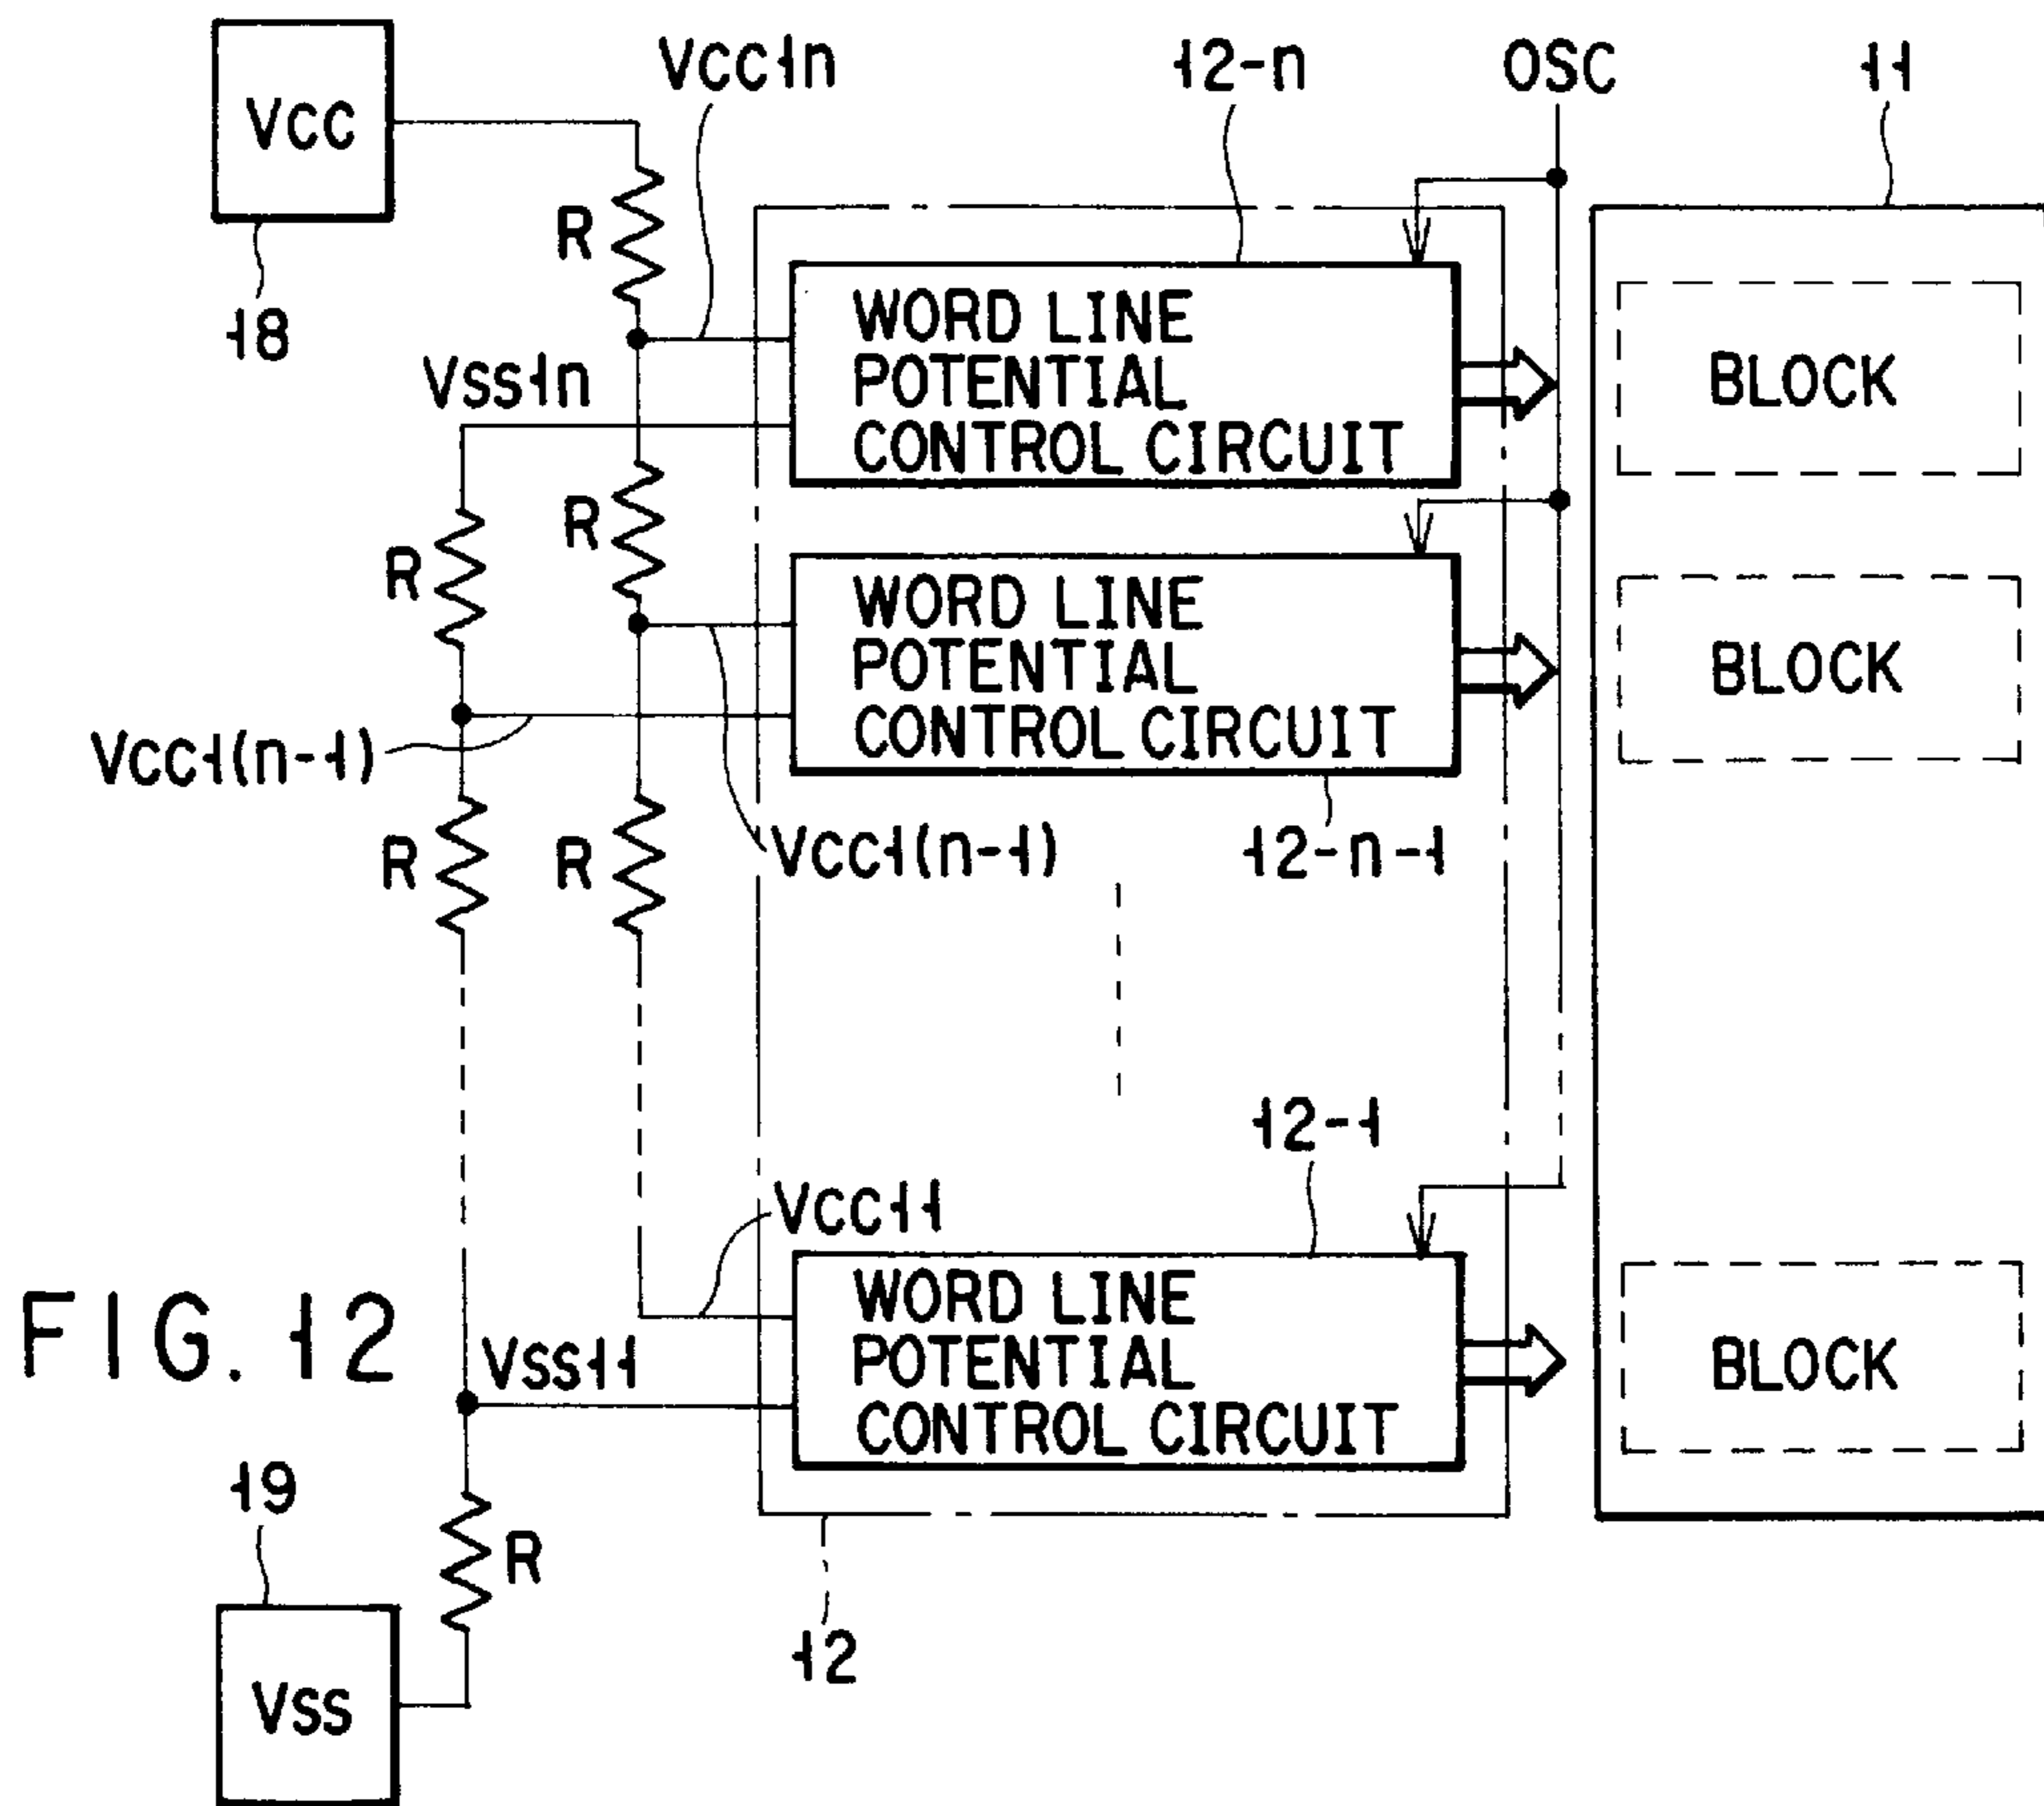 VCC
VCC1n
12-n
OSC
11
R
18
VSS1n
WORD LINE
POTENTIAL
CONTROL CIRCUIT
BLOCK
R
R
WORD LINE
POTENTIAL
CONTROL CIRCUIT
BLOCK
VCC1(n-1)
R
R
VCC1(n-1)
12-n-1
12-1
VCC11
FIG. 12
VSS11
WORD LINE
POTENTIAL
CONTROL CIRCUIT
BLOCK
19
R
12
VSS